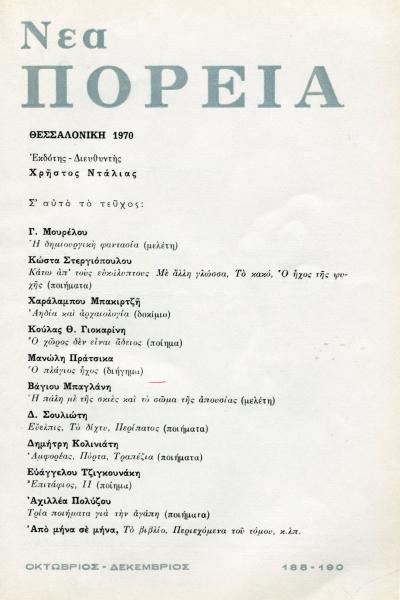 Νεα
ΠΟΡΕΙΑ
ΘΕΣΣΑΛΟΝΙΚΗ 1970
Ἐκδότης - Διευθυντὴς
Χρῆστος Ντάλιας
Σ' αὐτὸ τὸ τεῦχος:
Γ. Μουρέλου
Ἡ δημιουργικὴ φαντασία (μελέτη)
Κώστα Στεργιόπουλου
Κάτω ἀπ' τοὺς εὐκάλυπτους Μὲ ἄλλη γλώσσα, Τὸ κακό, Ὁ ἦχος τῆς ψυ-
χῆς (ποιήματα)
Χαράλαμπου Μπακιρτζῆ
Ἀηδία καὶ ἀρχαιολογία (δοκίμιο)
Κούλας Θ. Γιοκαρίνη
Ὁ χῶρος δὲν εἶναι ἄδειος (ποίημα)
Μανώλη Πράτσικα
Ὁ πλάγιος ἦχος (διήγημα)
Βάγιου Μπαγλάνη
Ἡ πάλη μὲ τῆς σκιὲς καὶ τὸ σῶμα τῆς ἀπουσίας (μελέτη)
Δ. Σουλιώτη
Εὔελπις, Τὸ δίχτυ, Περίπατος (ποιήματα)
Δημήτρη Κολινιάτη
Ἀμφορέας, Πόρτα, Τραπέζια (ποιήματα)
Εὐάγγελου Τζιγκουνάκη
Ἐπιτάφιος, II (ποίημα)
Ἀχιλλέα Πολύζου
Τρία ποιήματα γιὰ τὴν ἀγάπη (ποιήματα)
Ἀπὸ μήνα σὲ μήνα, Τὸ βιβλίο, Περιεχόμενα τοῦ τόμου, κ.λπ.
ΟΚΤΩΒΡΙΟΣ - ΔΕΚΕΜΒΡΙΟΣ 188-190